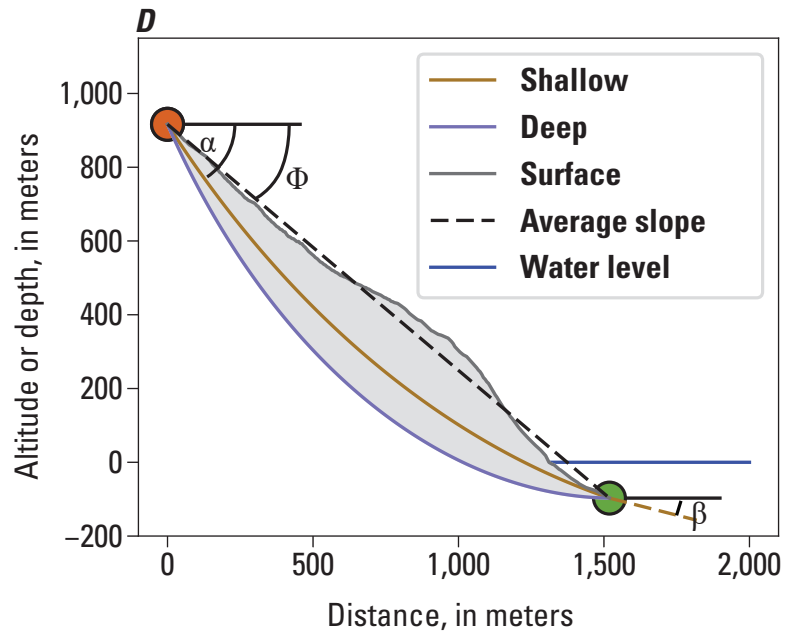 D
Shallow
Deep
Surface
Average slope
Water level
1,000
800
600
400
200
0
−200
α
Φ
β
0
500
1,000
1,500
2,000
Altitude or depth, in meters
Distance, in meters